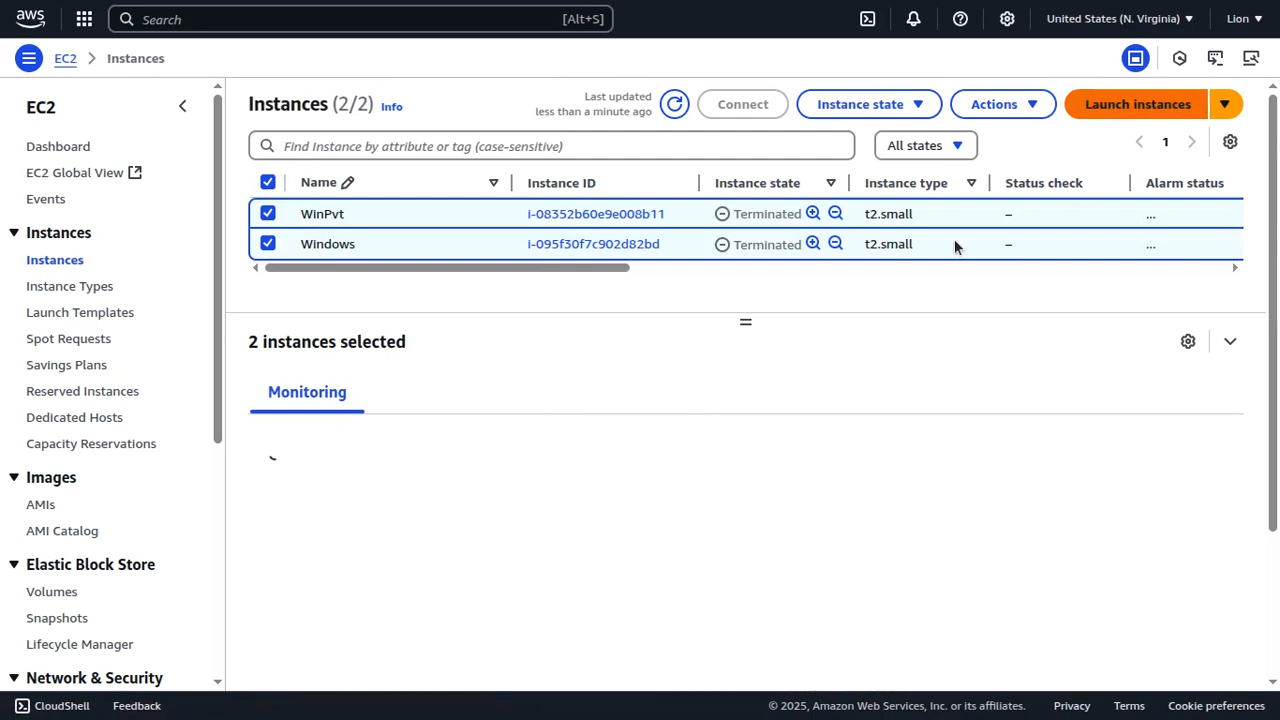 aws
Search [Alt+S]
United States (N. Virginia) ▼
Lion ▼
EC2 > Instances
EC2
Dashboard
EC2 Global View
Events
Instances
Instances
Instance Types
Launch Templates
Spot Requests
Savings Plans
Reserved Instances
Dedicated Hosts
Capacity Reservations
Images
AMIs
AMI Catalog
Elastic Block Store
Volumes
Snapshots
Lifecycle Manager
Network & Security
Instances (2/2) Info
Last updated
less than a minute ago
Connect
Instance state
Actions
Launch instances
Find Instance by attribute or tag (case-sensitive)
All states
1
Name Instance ID Instance state Instance type Status check Alarm status
WinPvt i-08352b60e9e008b11 Terminated t2.small – ...
Windows i-095f30f7c902d82bd Terminated t2.small – ...
2 instances selected
Monitoring
CloudShell Feedback © 2025, Amazon Web Services, Inc. or its affiliates. Privacy Terms Cookie preferences